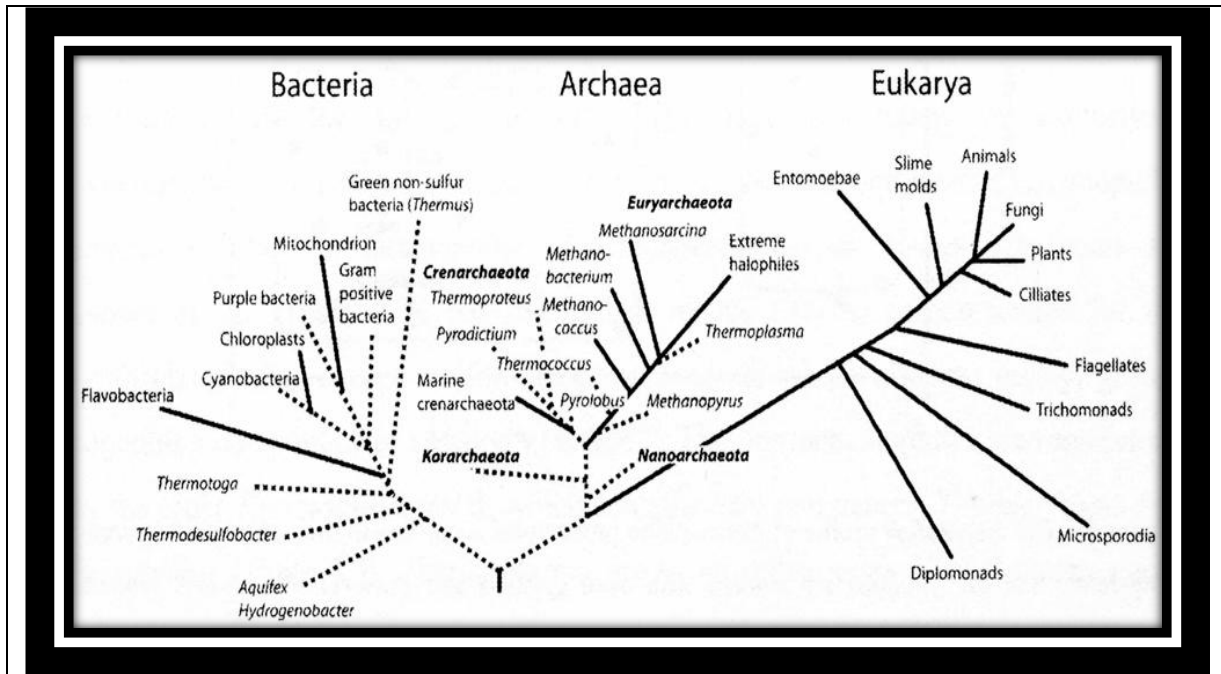 Bacteria
Archaea
Eukarya
Green non-sulfur
bacteria (Thermus)
Mitochondrion
Gram
positive
bacteria
Purple bacteria
Chloroplasts
Cyanobacteria
Flavobacteria
Thermotoga
Thermodesulfobacter
Aquifex
Hydrogenobacter
Euryarchaeota
Methanosarcina
Methano-
bacterium
Extreme
halophiles
Crenarchaeota
Thermoproteus
Methano-
coccus
Pyrodictium
Thermoplasma
Thermococcus
Marine
crenarchaeota
Pyrolobus
Methanopyrus
Korarchaeota
Nanoarchaeota
Entomoebae
Slime
molds
Animals
Fungi
Plants
Cilliates
Flagellates
Trichomonads
Microsporodia
Diplomonads